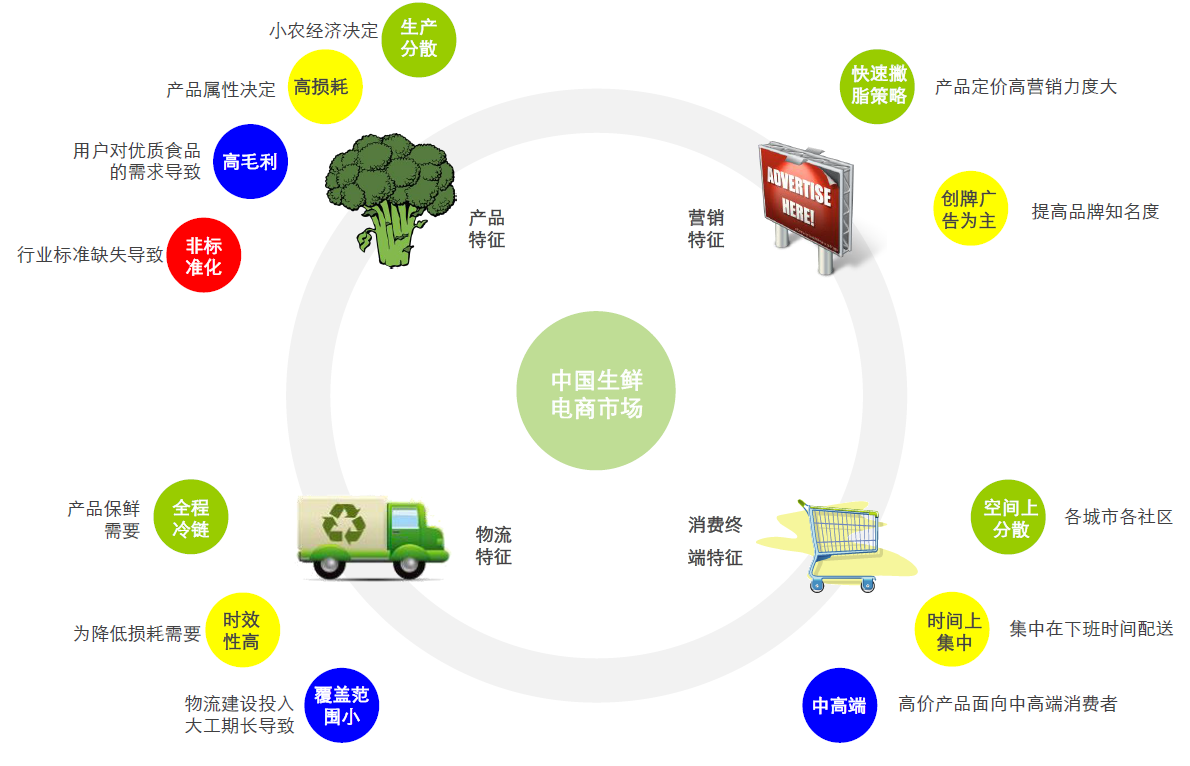 小农经济决定
生产
分散
产品属性决定
高损耗
用户对优质食品
的需求导致
高毛利
行业标准缺失导致
非标
准化
产品
特征
营销
特征
ADVERTISE
HERE!
快速撇
脂策略
产品定价高营销力度大
创牌广
告为主
提高品牌知名度
中国生鲜
电商市场
产品保鲜
需要
全程
冷链
物流
特征
为降低损耗需要
时效
性高
物流建设投入
大工期长导致
覆盖范
围小
消费终
端特征
空间上
分散
各城市各社区
时间上
集中
集中在下班时间配送
中高端
高价产品面向中高端消费者